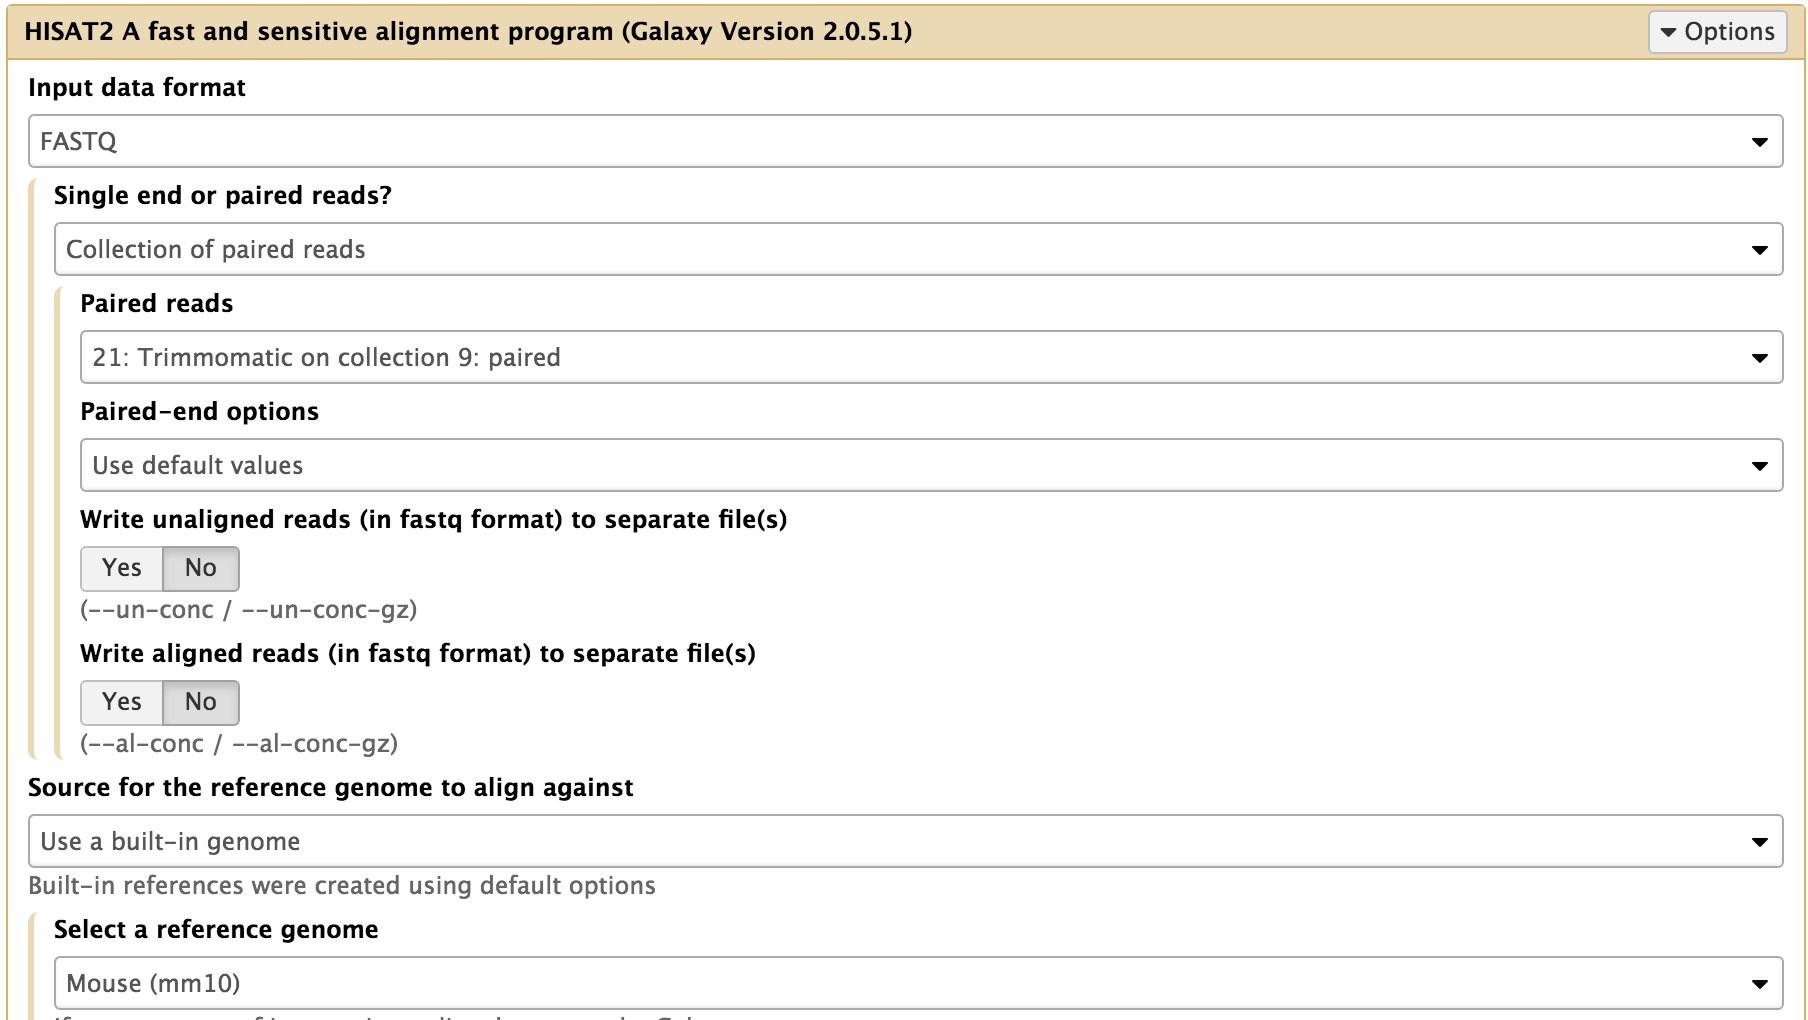 HISAT2 A fast and sensitive alignment program (Galaxy Version 2.0.5.1)
Options
Input data format
FASTQ
Single end or paired reads?
Collection of paired reads
Paired reads
21: Trimmomatic on collection 9: paired
Paired-end options
Use default values
Write unaligned reads (in fastq format) to separate file(s)
Yes No
(--un-conc / --un-conc-gz)
Write aligned reads (in fastq format) to separate file(s)
Yes No
(--al-conc / --al-conc-gz)
Source for the reference genome to align against
Use a built-in genome
Built-in references were created using default options
Select a reference genome
Mouse (mm10)